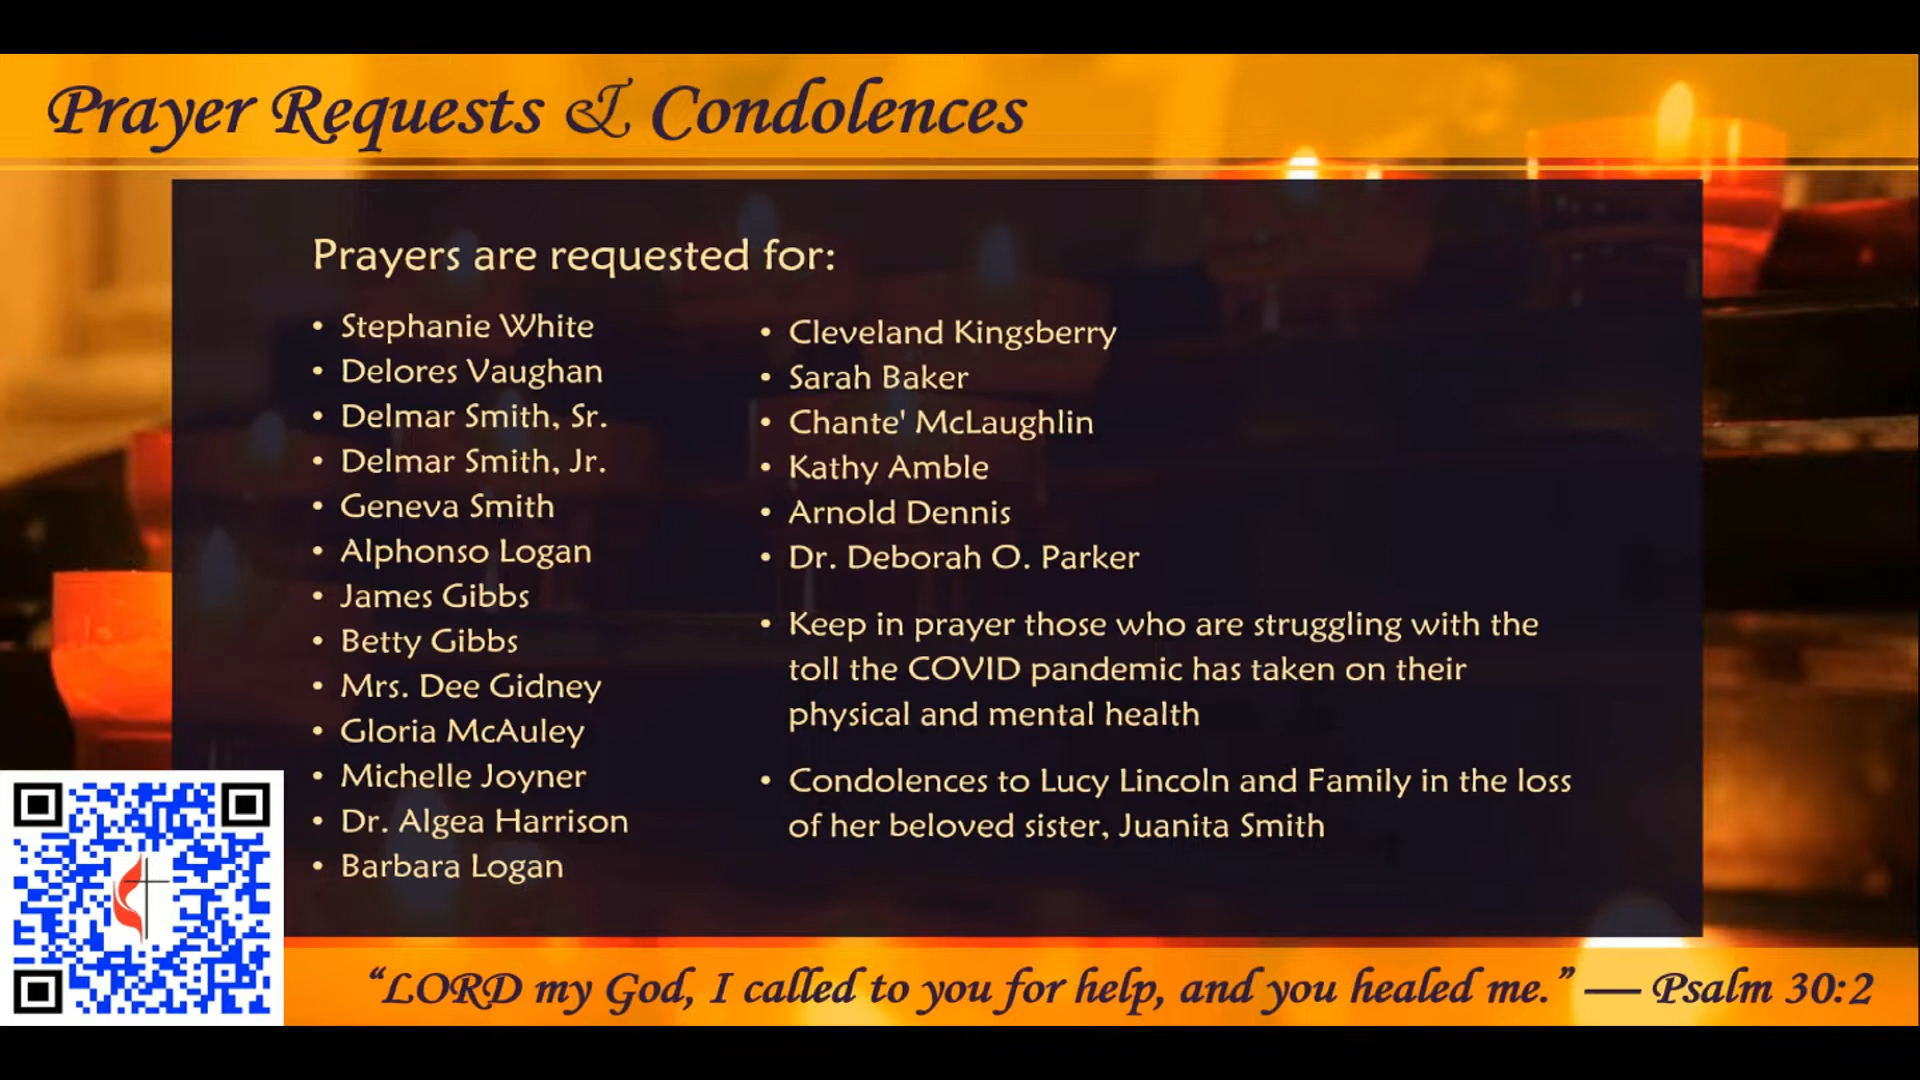 Prayer Requests & Condolences
Prayers are requested for:
• Stephanie White
• Delores Vaughan
• Delmar Smith, Sr.
• Delmar Smith, Jr.
• Geneva Smith
• Alphonso Logan
• James Gibbs
• Betty Gibbs
• Mrs. Dee Gidney
• Gloria McAuley
• Michelle Joyner
• Dr. Algea Harrison
• Barbara Logan
• Cleveland Kingsberry
• Sarah Baker
• Chante' McLaughlin
• Kathy Amble
• Arnold Dennis
• Dr. Deborah O. Parker
• Keep in prayer those who are struggling with the
toll the COVID pandemic has taken on their
physical and mental health
• Condolences to Lucy Lincoln and Family in the loss
of her beloved sister, Juanita Smith
“LORD my God, I called to you for help, and you healed me.” — Psalm 30:2